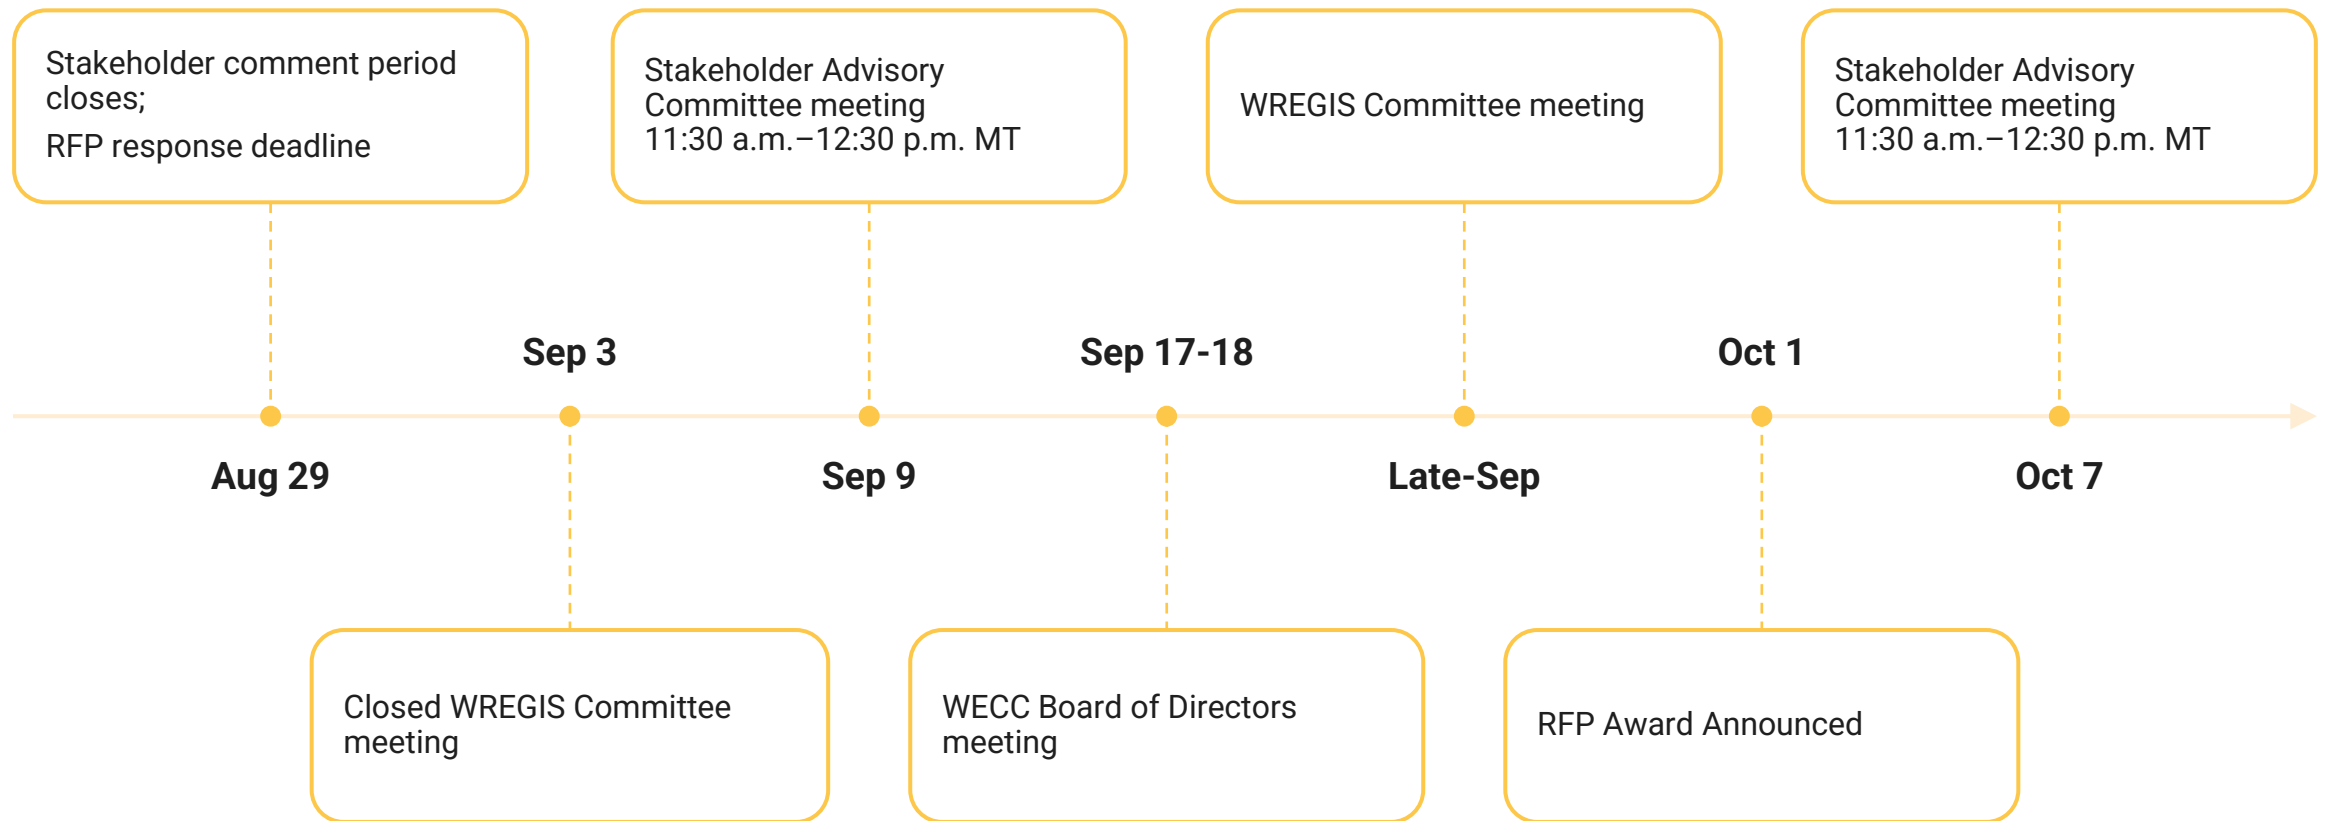 Stakeholder comment period
closes;
RFP response deadline
Stakeholder Advisory
Committee meeting
11:30 a.m.–12:30 p.m. MT
WREGIS Committee meeting
Stakeholder Advisory
Committee meeting
11:30 a.m.–12:30 p.m. MT
Sep 3
Sep 17-18
Oct 1
Aug 29
Sep 9
Late-Sep
Oct 7
Closed WREGIS Committee
meeting
WECC Board of Directors
meeting
RFP Award Announced